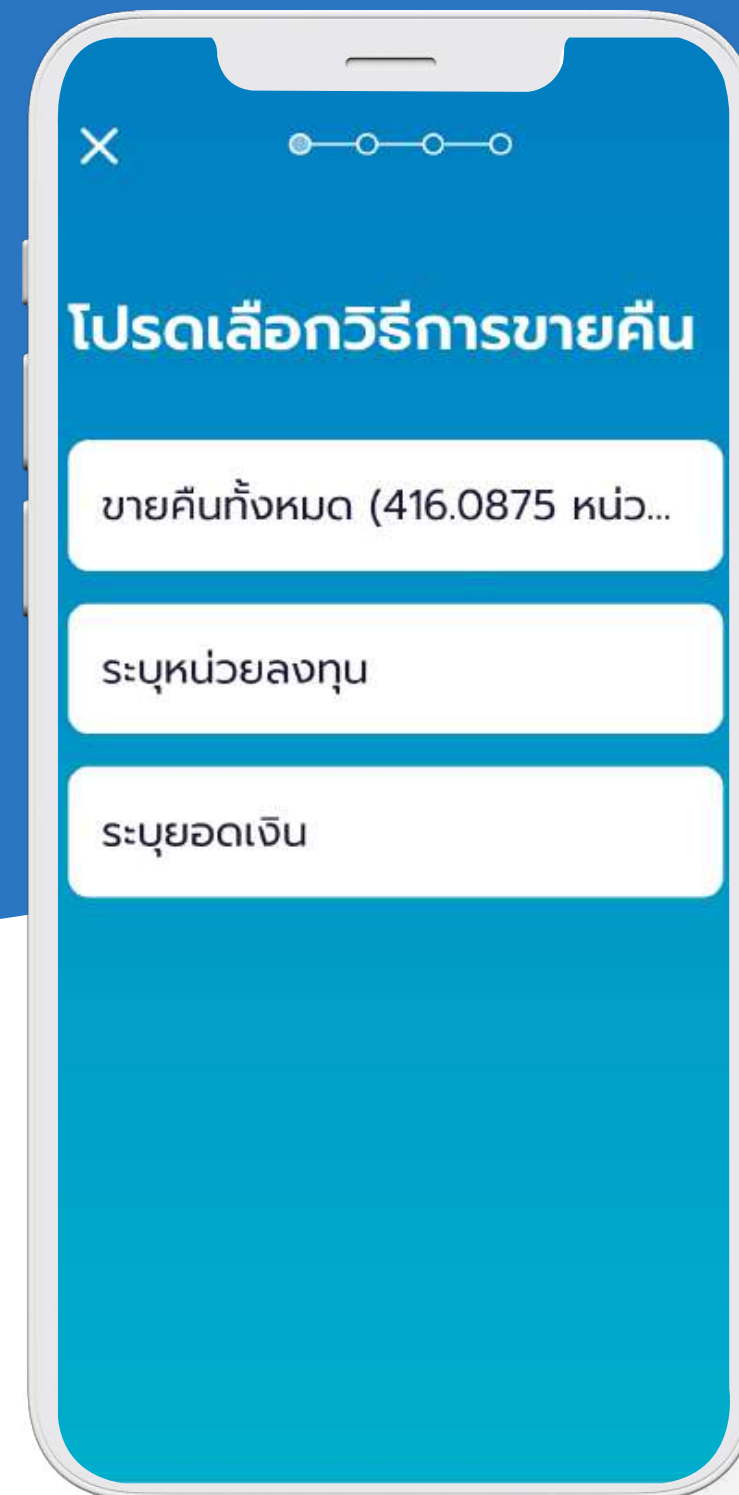 โปรดเลือกวิธีการขายคืน
ขายคืนทั้งหมด (416.0875 หน่ว...
ระบุหน่วยลงทุน
ระบุยอดเงิน